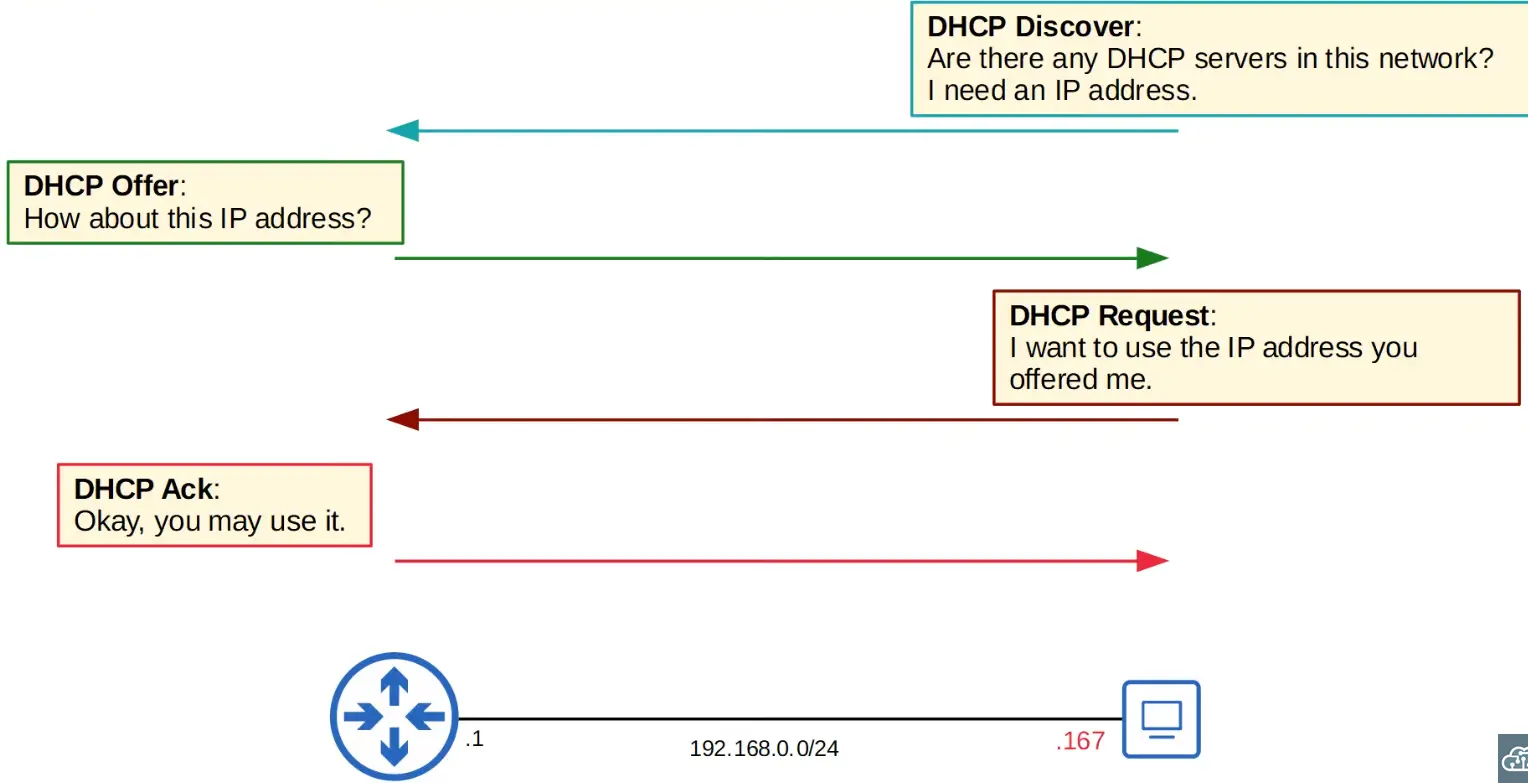 DHCP Discover:
Are there any DHCP servers in this network?
I need an IP address.
DHCP Offer:
How about this IP address?
DHCP Request:
I want to use the IP address you
offered me.
DHCP Ack:
Okay, you may use it.
.1
192.168.0.0/24
.167